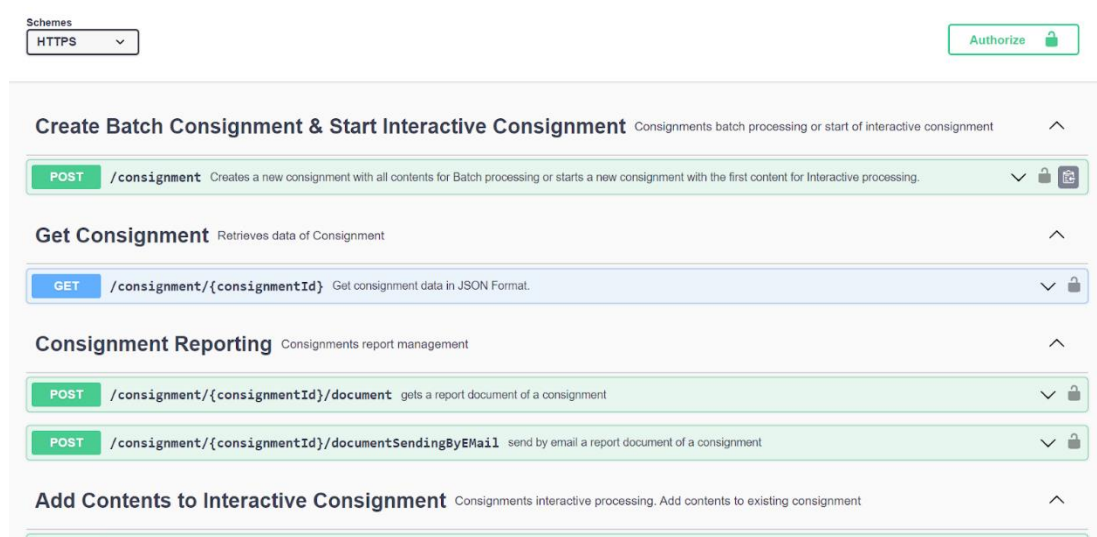 Schemes
HTTPS
Authorize
Create Batch Consignment & Start Interactive Consignment Consignments batch processing or start of interactive consignment
POST /consignment Creates a new consignment with all contents for Batch processing or starts a new consignment with the first content for Interactive processing.
Get Consignment Retrieves data of Consignment
GET /consignment/{consignmentId} Get consignment data in JSON Format.
Consignment Reporting Consignments report management
POST /consignment/{consignmentId}/document gets a report document of a consignment
POST /consignment/{consignmentId}/documentSendingByEMail send by email a report document of a consignment
Add Contents to Interactive Consignment Consignments interactive processing. Add contents to existing consignment